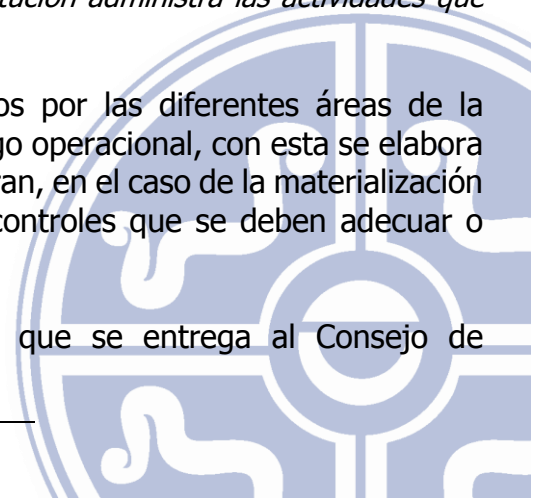 administra las actividades que
os por las diferentes áreas de la
go operacional, con esta se elabora
ran, en el caso de la materialización
controles que se deben adecuar o
que se entrega al Consejo de